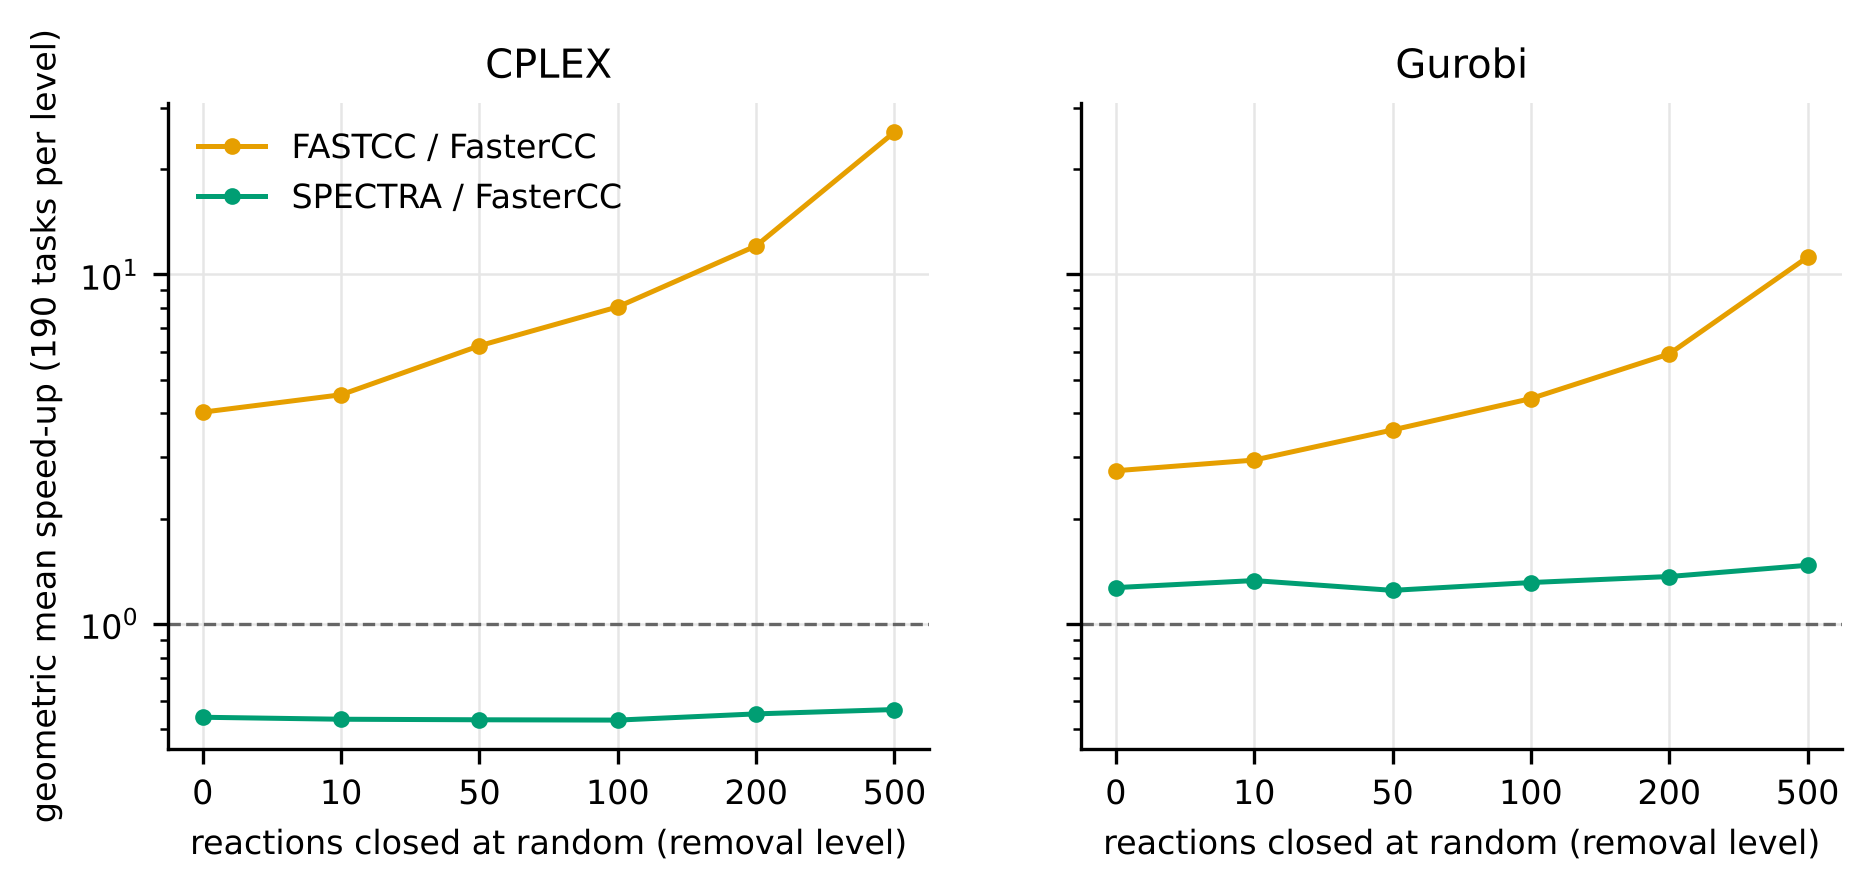 geometric mean speed-up (190 tasks per level)
CPLEX
FASTCC / FasterCC
SPECTRA / FasterCC
10¹
10⁰
0 10 50 100 200 500
reactions closed at random (removal level)
Gurobi
0 10 50 100 200 500
reactions closed at random (removal level)